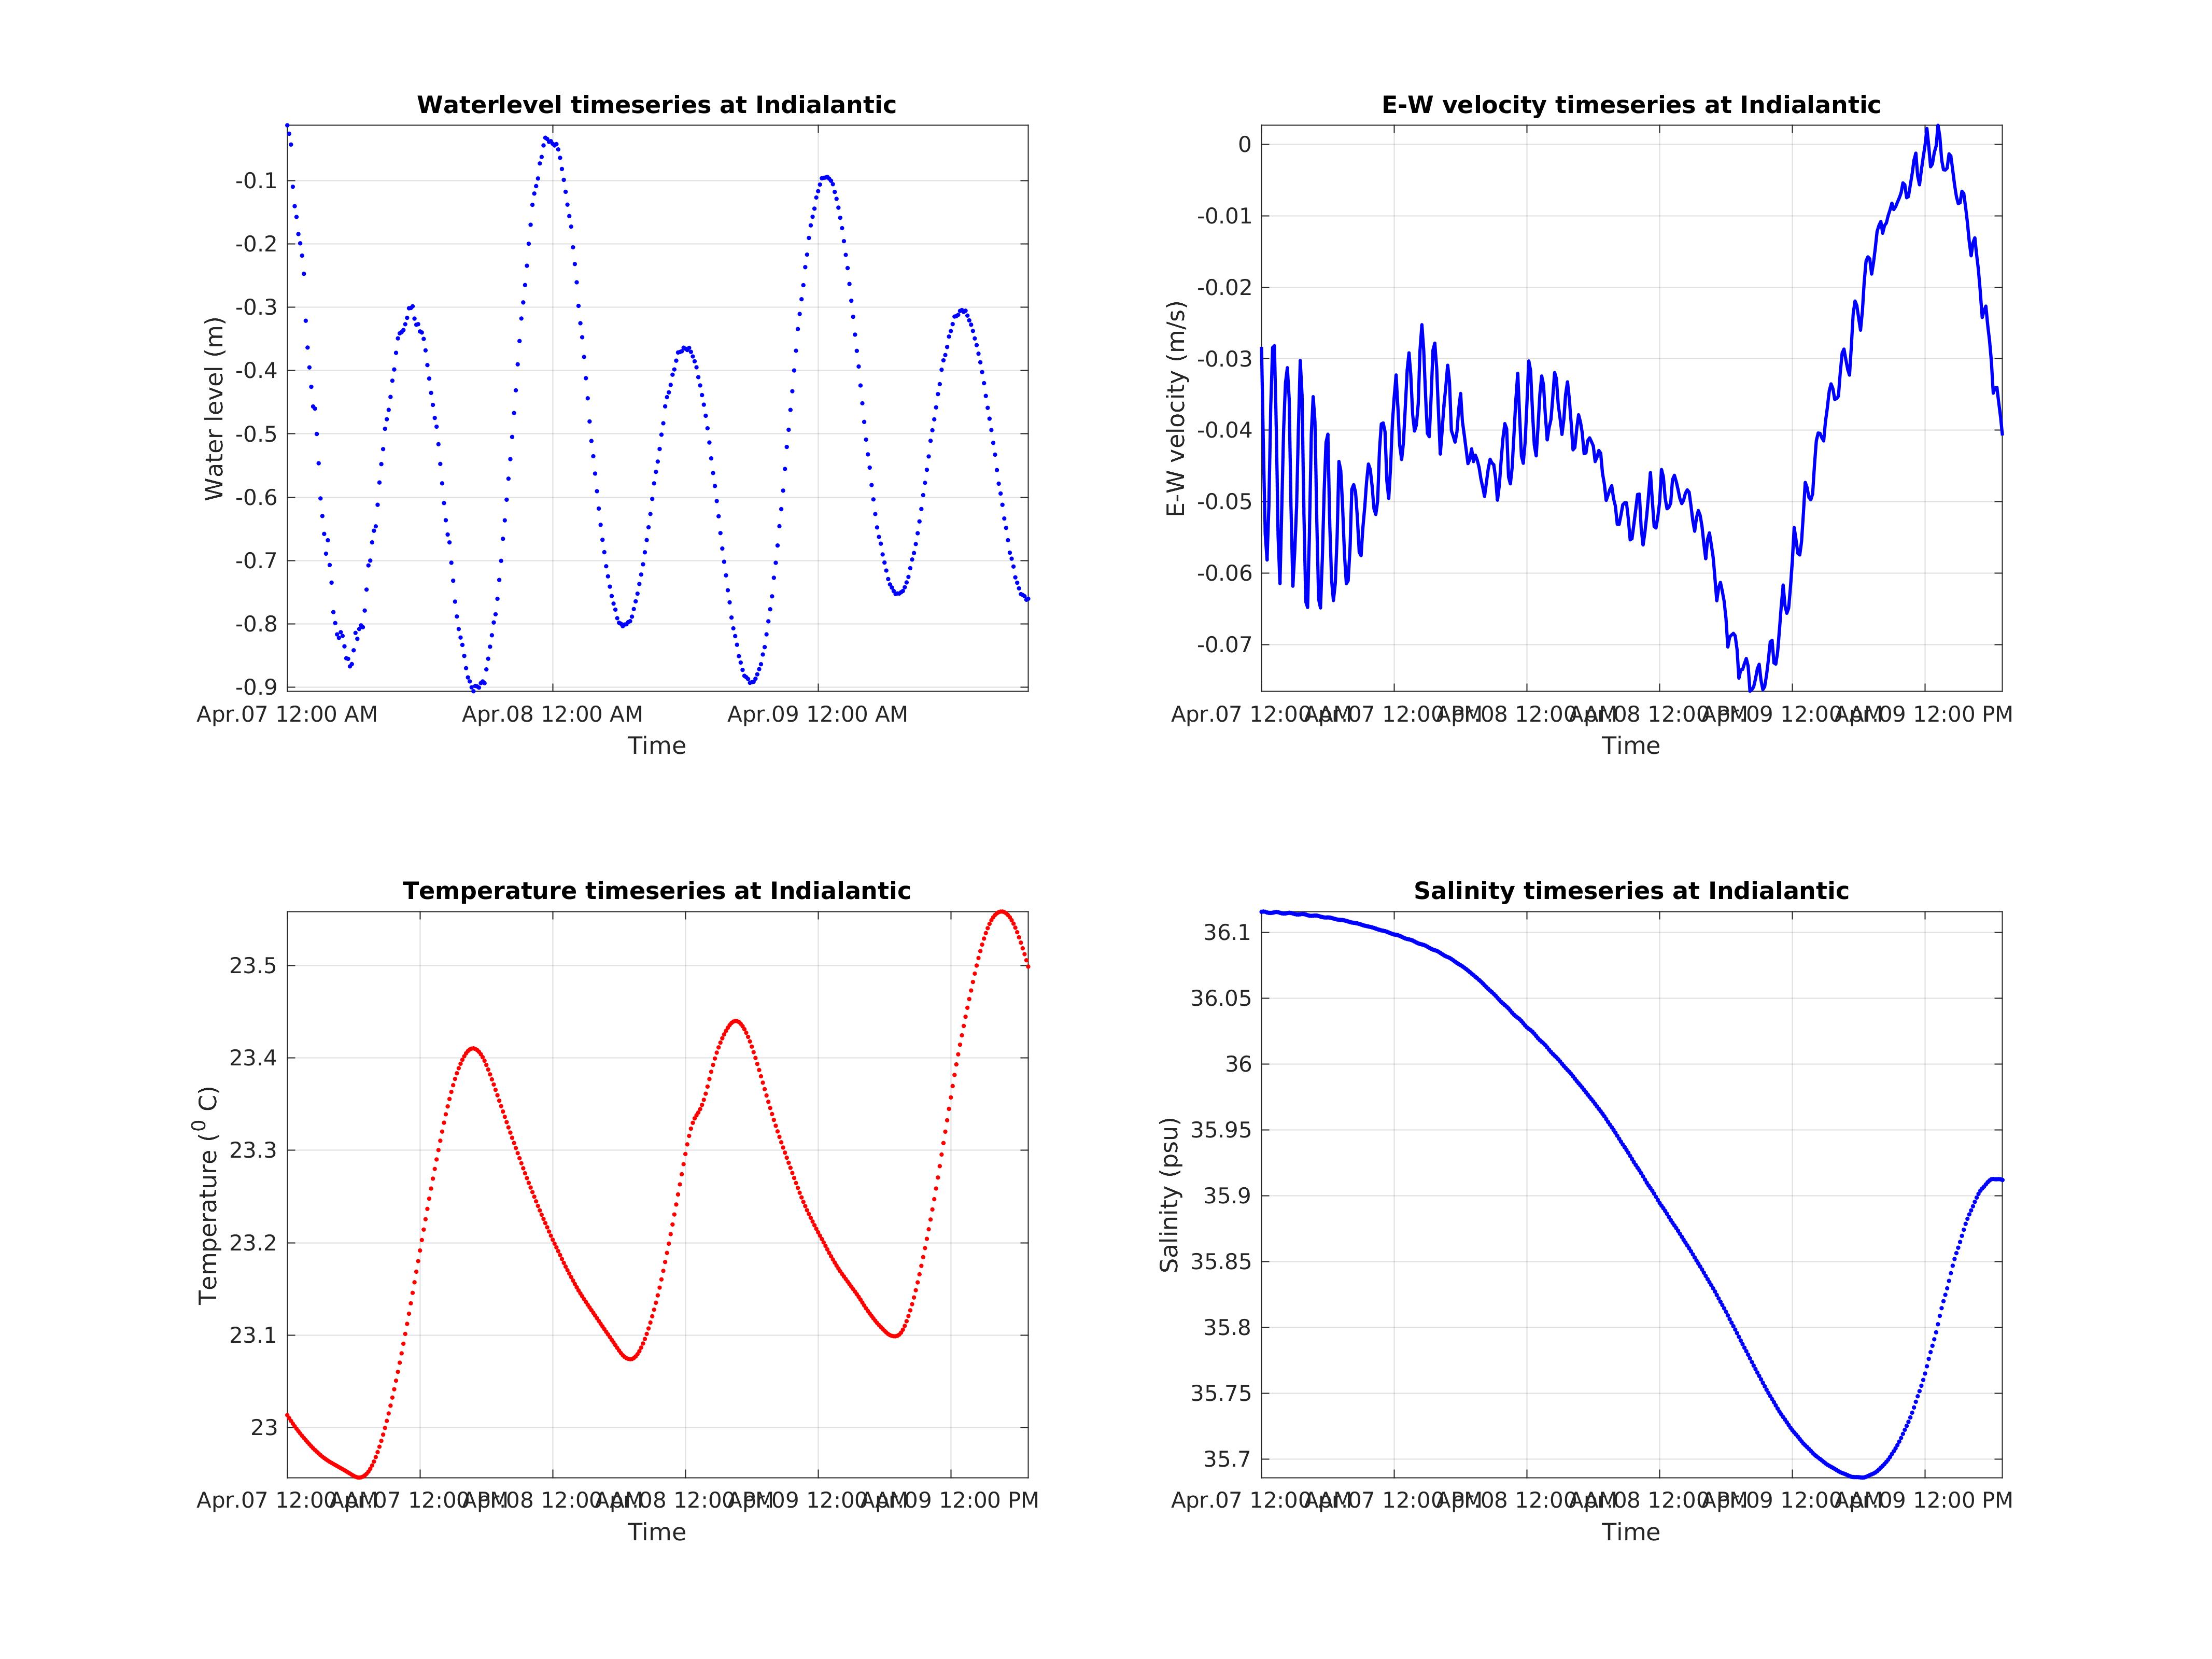 Waterlevel timeseries at Indialantic
-0.1
-0.2
-0.3
-0.4
-0.5
-0.6
-0.7
-0.8
-0.9
Water level (m)
Apr.07 12:00 AM
Apr.08 12:00 AM
Apr.09 12:00 AM
Time
E-W velocity timeseries at Indialantic
0
-0.01
-0.02
-0.03
-0.04
-0.05
-0.06
-0.07
E-W velocity (m/s)
Apr.07 12:00 AM
Apr.07 12:00 PM
Apr.08 12:00 AM
Apr.08 12:00 PM
Apr.09 12:00 AM
Apr.09 12:00 PM
Time
Temperature timeseries at Indialantic
23.5
23.4
23.3
23.2
23.1
23
Temperature (⁰ C)
Apr.07 12:00 AM
Apr.07 12:00 PM
Apr.08 12:00 AM
Apr.08 12:00 PM
Apr.09 12:00 AM
Apr.09 12:00 PM
Time
Salinity timeseries at Indialantic
36.1
36.05
36
35.95
35.9
35.85
35.8
35.75
35.7
Salinity (psu)
Apr.07 12:00 AM
Apr.07 12:00 PM
Apr.08 12:00 AM
Apr.08 12:00 PM
Apr.09 12:00 AM
Apr.09 12:00 PM
Time